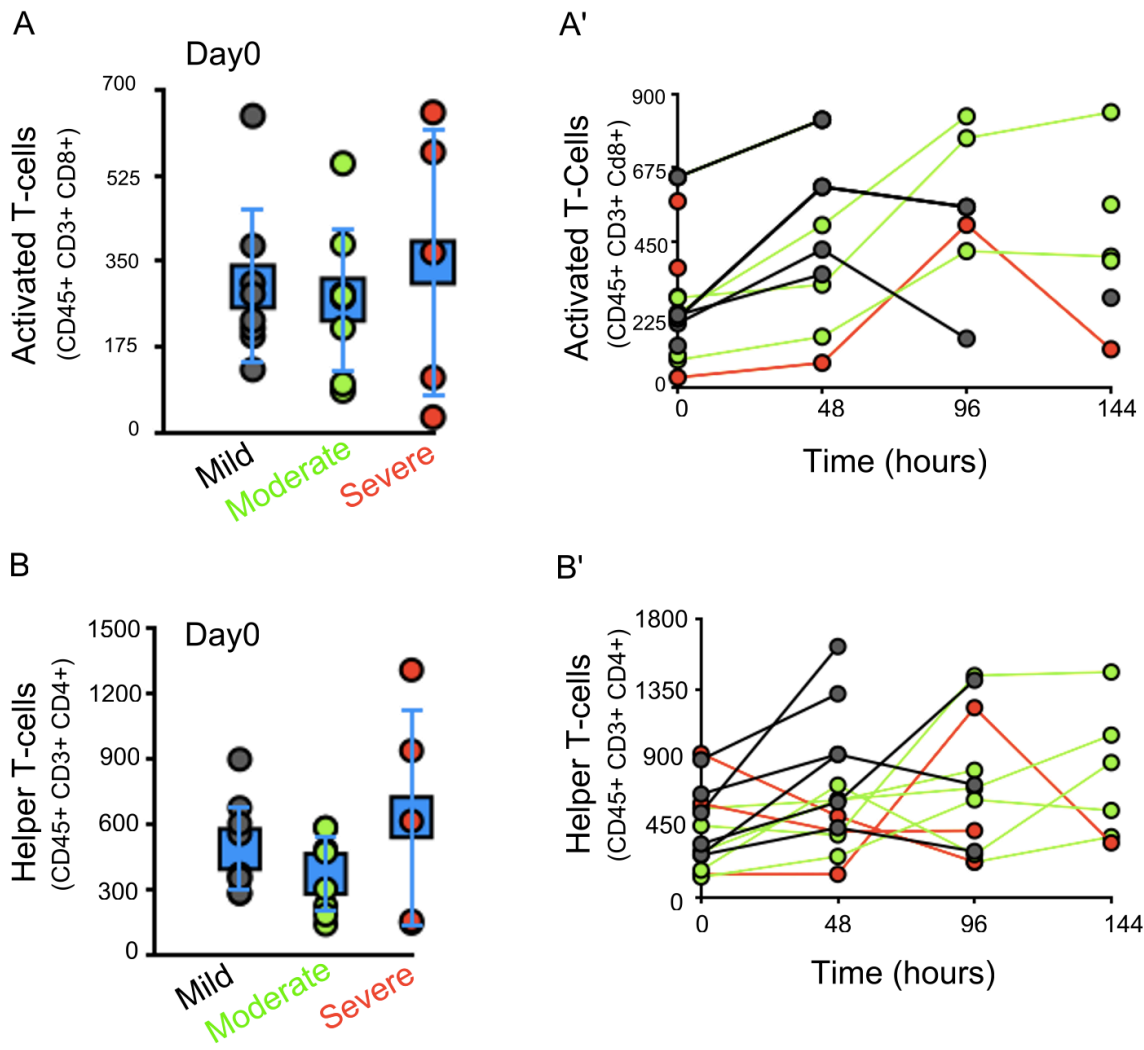 A
Day0
Activated T-cells
(CD45+ CD3+ CD8+)
700
525
350
175
0
Mild
Moderate
Severe
A'
Activated T-Cells
(CD45+ CD3+ Cd8+)
900
675
450
225
0
0 48 96 144
Time (hours)
B
Day0
Helper T-cells
(CD45+ CD3+ CD4+)
1500
1200
900
600
300
0
Mild
Moderate
Severe
B'
Helper T-cells
(CD45+ CD3+ CD4+)
1800
1350
900
450
0
0 48 96 144
Time (hours)